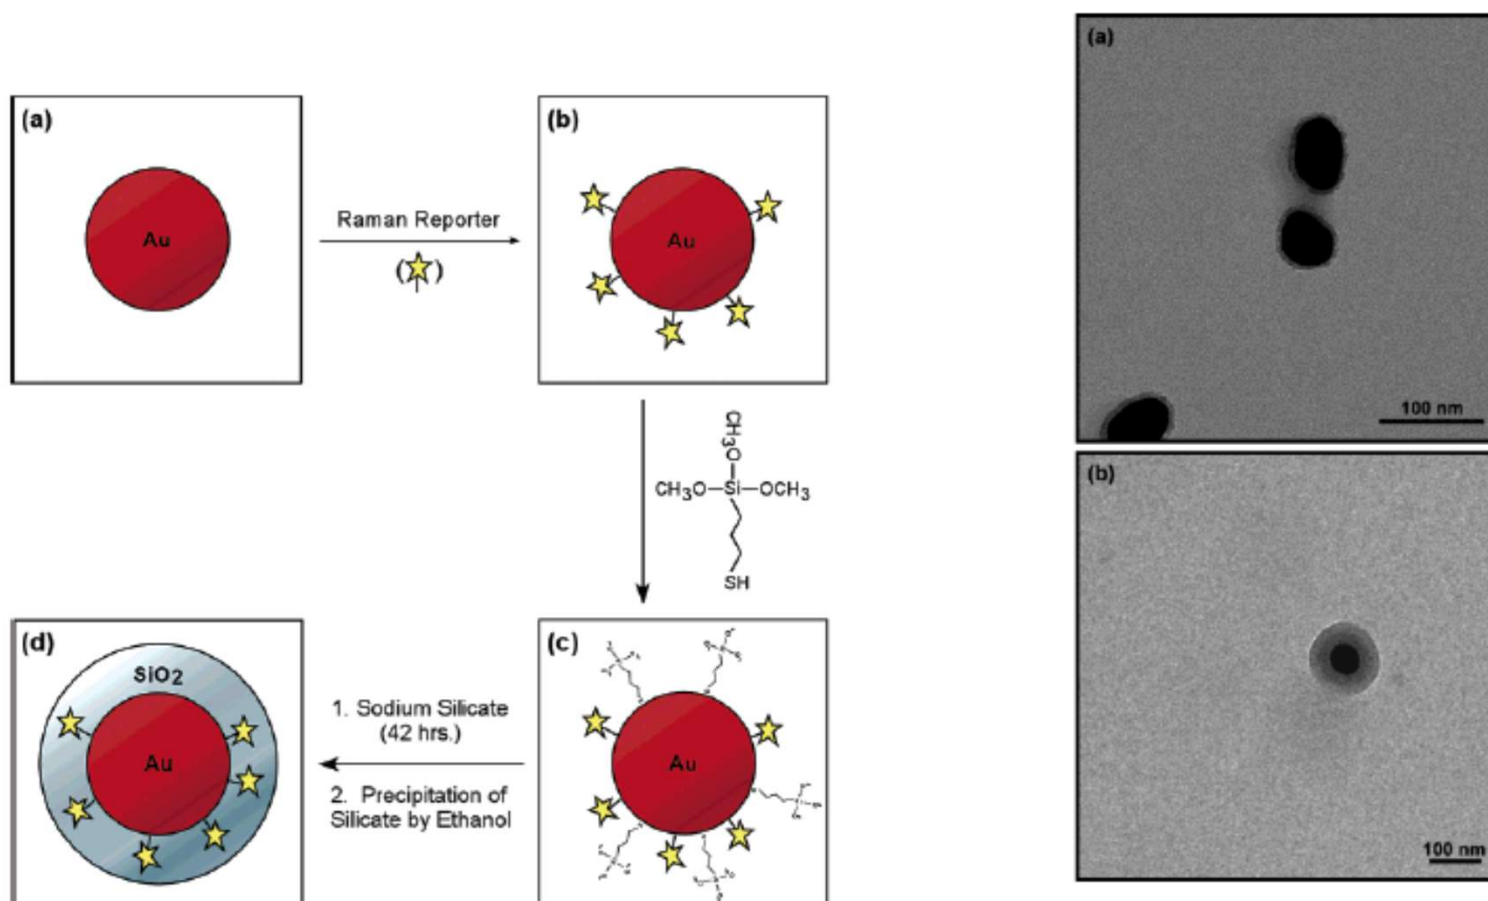 (a)
Au
Raman Reporter
( )
(b)
Au
CH3O
CH3O–Si–OCH3
SH
(d)
SiO2
Au
1. Sodium Silicate
(42 hrs.)
2. Precipitation of
Silicate by Ethanol
(c)
Au
(a)
100 nm
(b)
100 nm